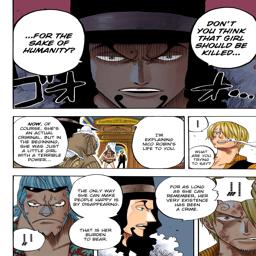 ...FOR THE
SAKE OF
HUMANITY?
DON'T
YOU THINK
THAT GIRL
SHOULD BE
KILLED...
ゴオ
オ...
NOW, OF
COURSE, SHE'S
AN ACTUAL
CRIMINAL. BUT IN
THE BEGINNING,
SHE WAS JUST
A LITTLE GIRL
WITH A TERRIBLE
POWER...
I'M
EXPLAINING
NICO ROBIN'S
LIFE TO YOU.
!
WHAT ARE
YOU TRYING
TO SAY?
!
THE ONLY WAY
SHE CAN MAKE
PEOPLE HAPPY IS
BY DISAPPEARING.
THAT IS HER
BURDEN
TO BEAR.
FOR AS LONG
AS SHE CAN
REMEMBER, HER
VERY EXISTENCE
HAS BEEN
A CRIME.
!!!